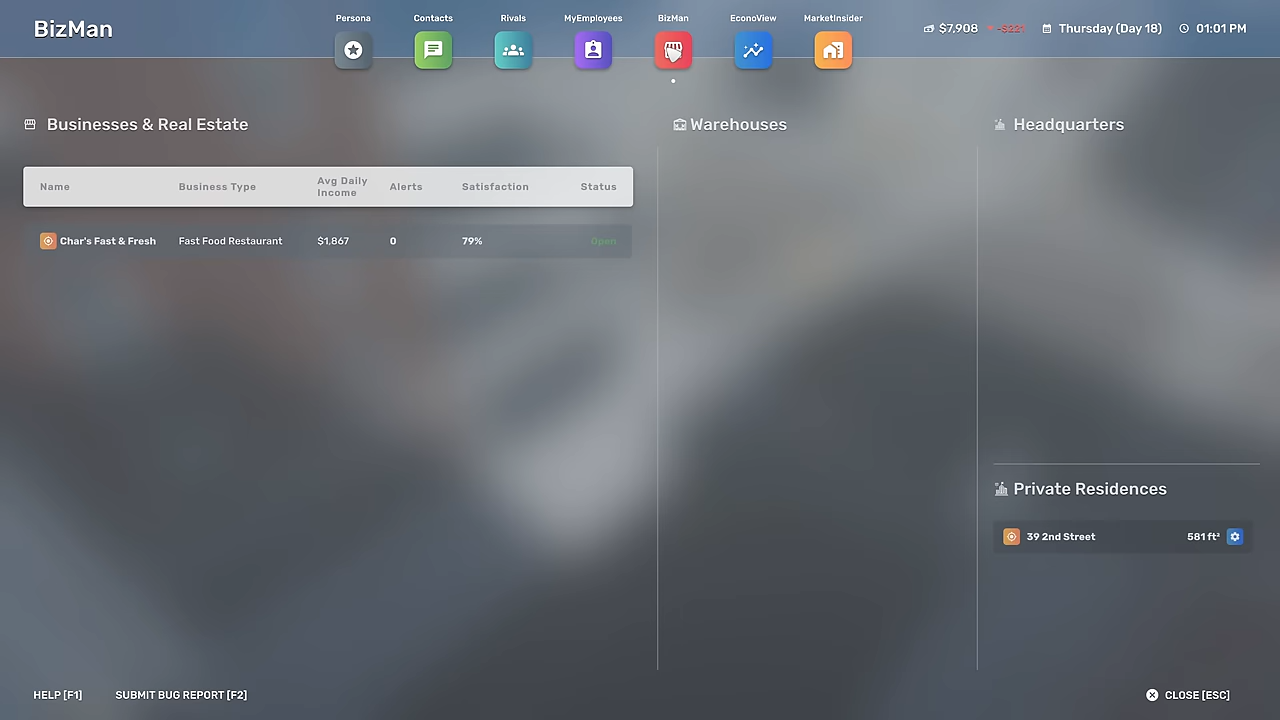 BizMan
Persona
Contacts
Rivals
MyEmployees
BizMan
EconoView
MarketInsider
$7,908 -$221
Thursday (Day 18)
01:01 PM
Businesses & Real Estate
Warehouses
Headquarters
Name Business Type Avg Daily Income Alerts Satisfaction Status
Char's Fast & Fresh Fast Food Restaurant $1,867 0 79% Open
Private Residences
39 2nd Street 581 ft²
HELP [F1]
SUBMIT BUG REPORT [F2]
CLOSE [ESC]